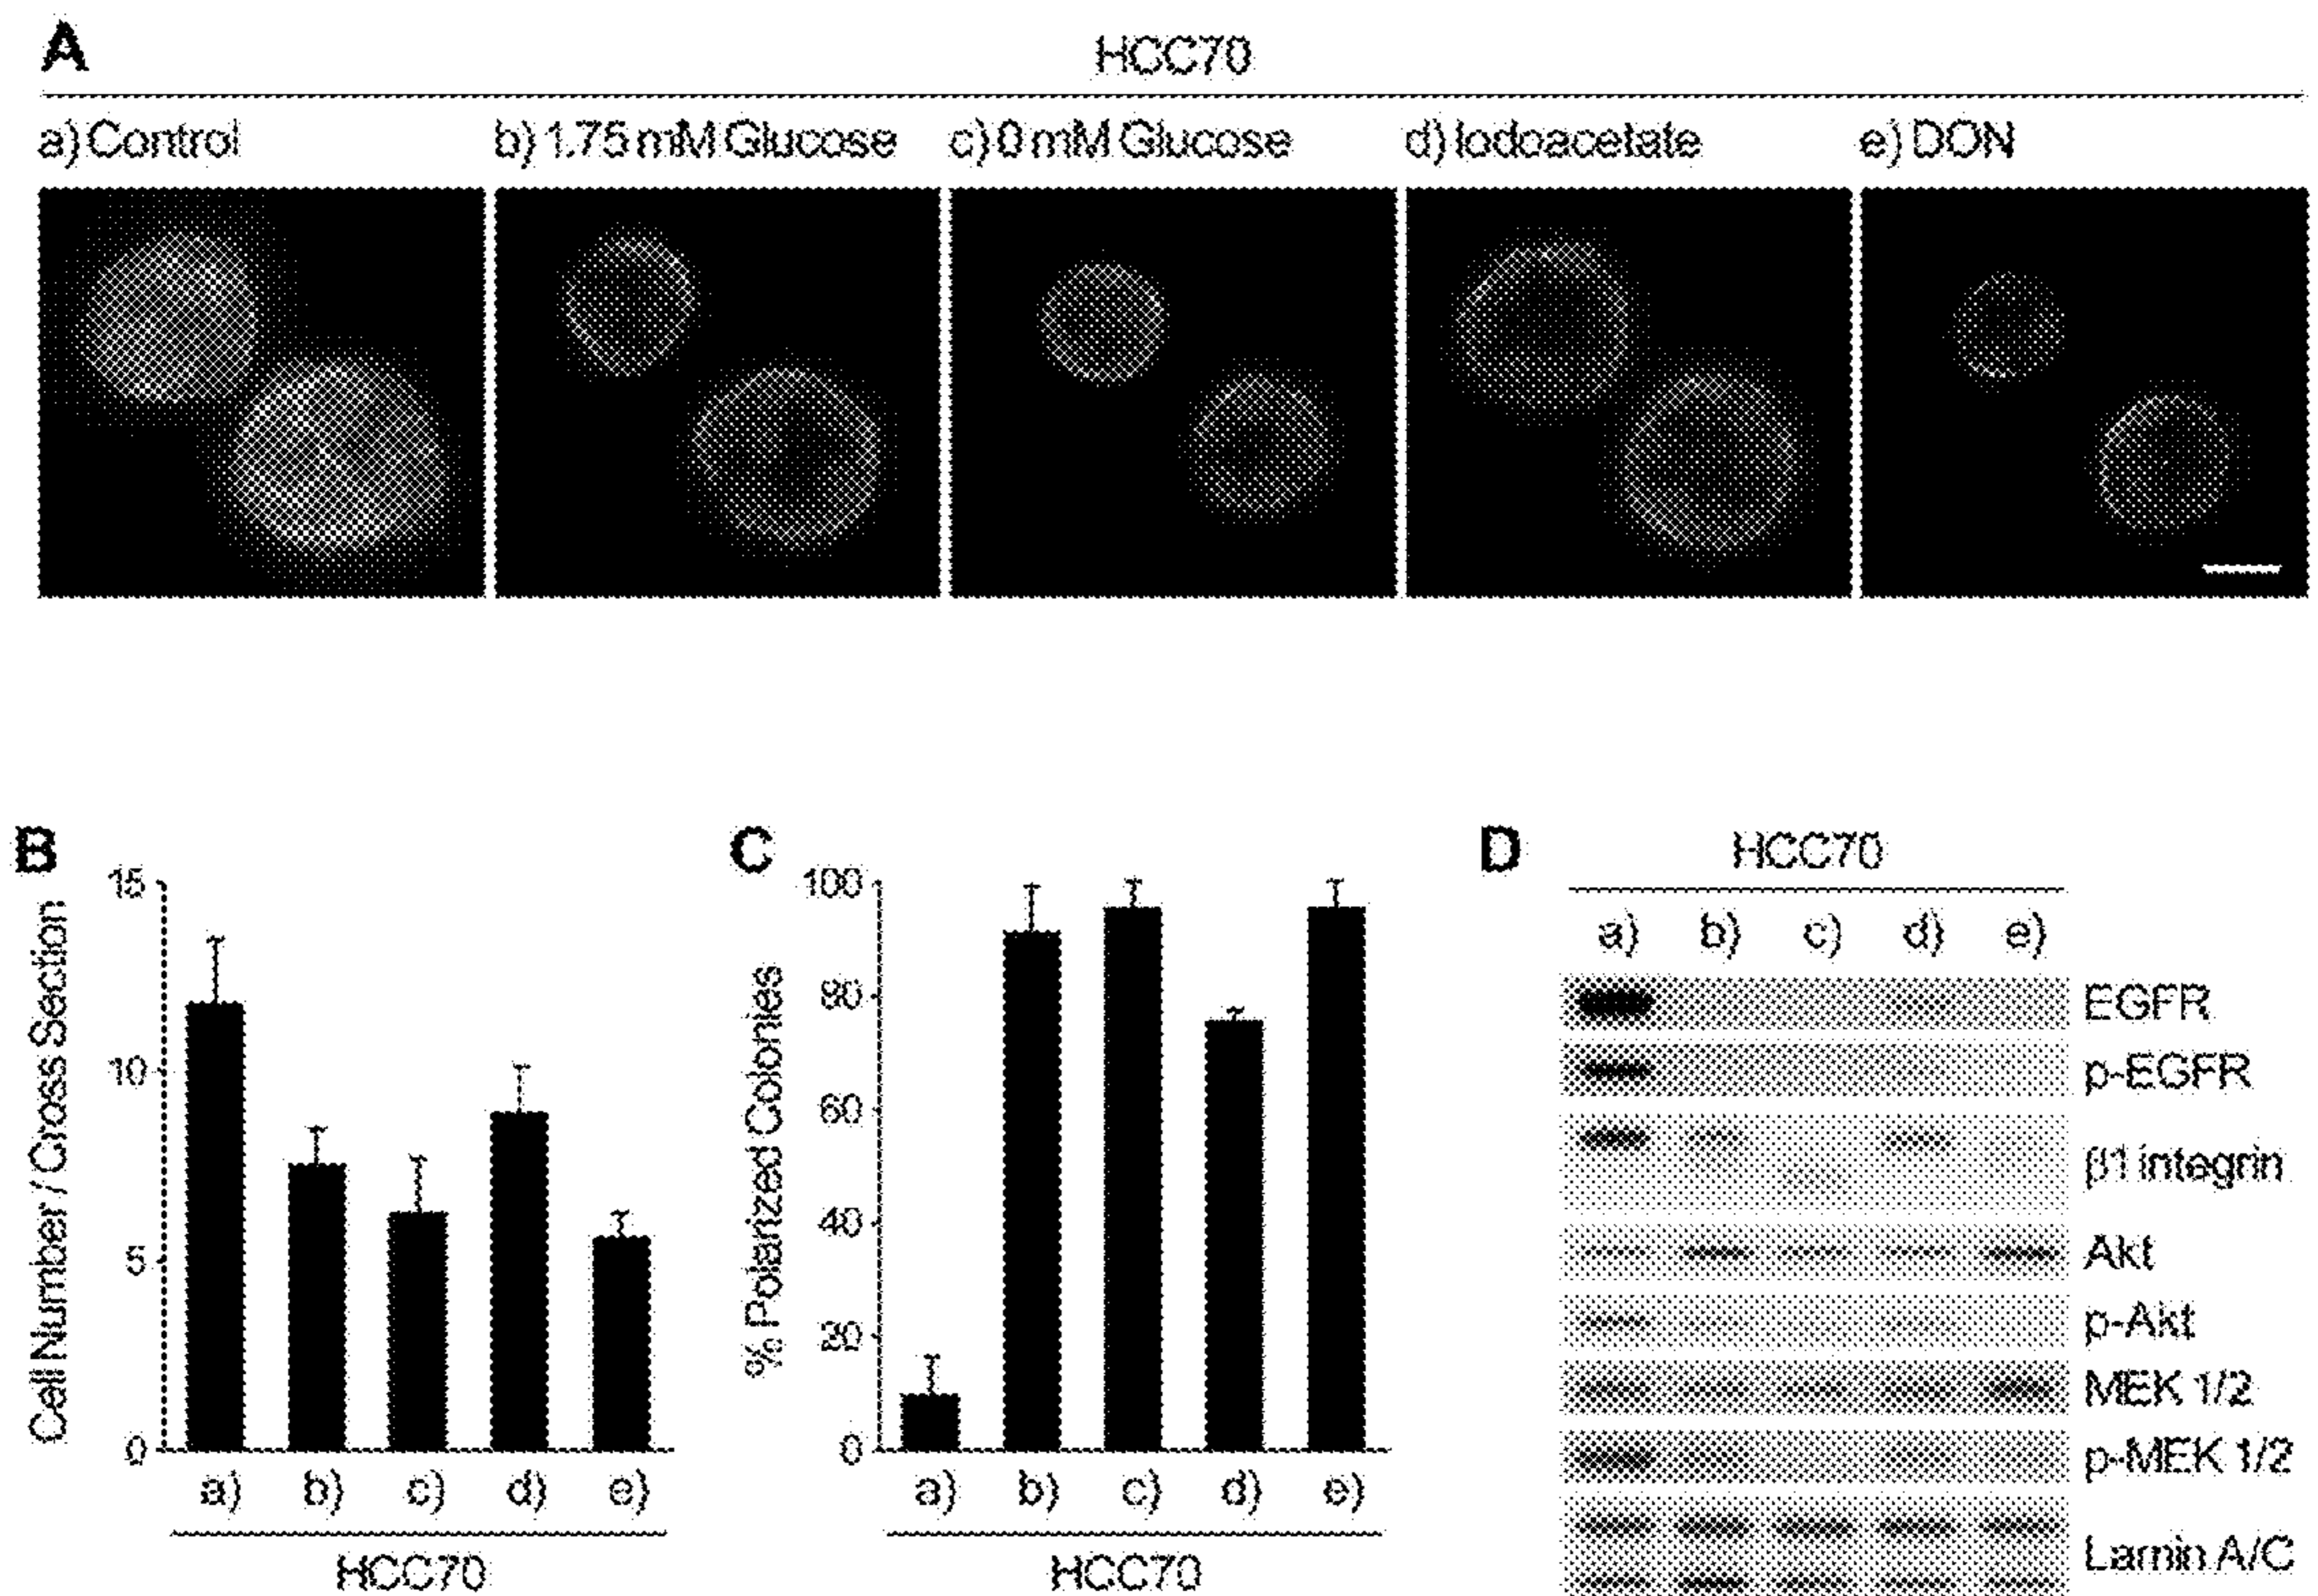 A
HCC70
a) Control
b) 1.75 mM Glucose
c) 0 mM Glucose
d) Iodoacetate
e) DON
B
Cell Number / Cross Section
15
10
5
0
a)
b)
c)
d)
e)
HCC70
C
% Polarized Colonies
100
80
60
40
20
0
a)
b)
c)
d)
e)
HCC70
D
HCC70
a)
b)
c)
d)
e)
EGFR
p-EGFR
β1 integrin
Akt
p-Akt
MEK 1/2
p-MEK 1/2
Lamin A/C